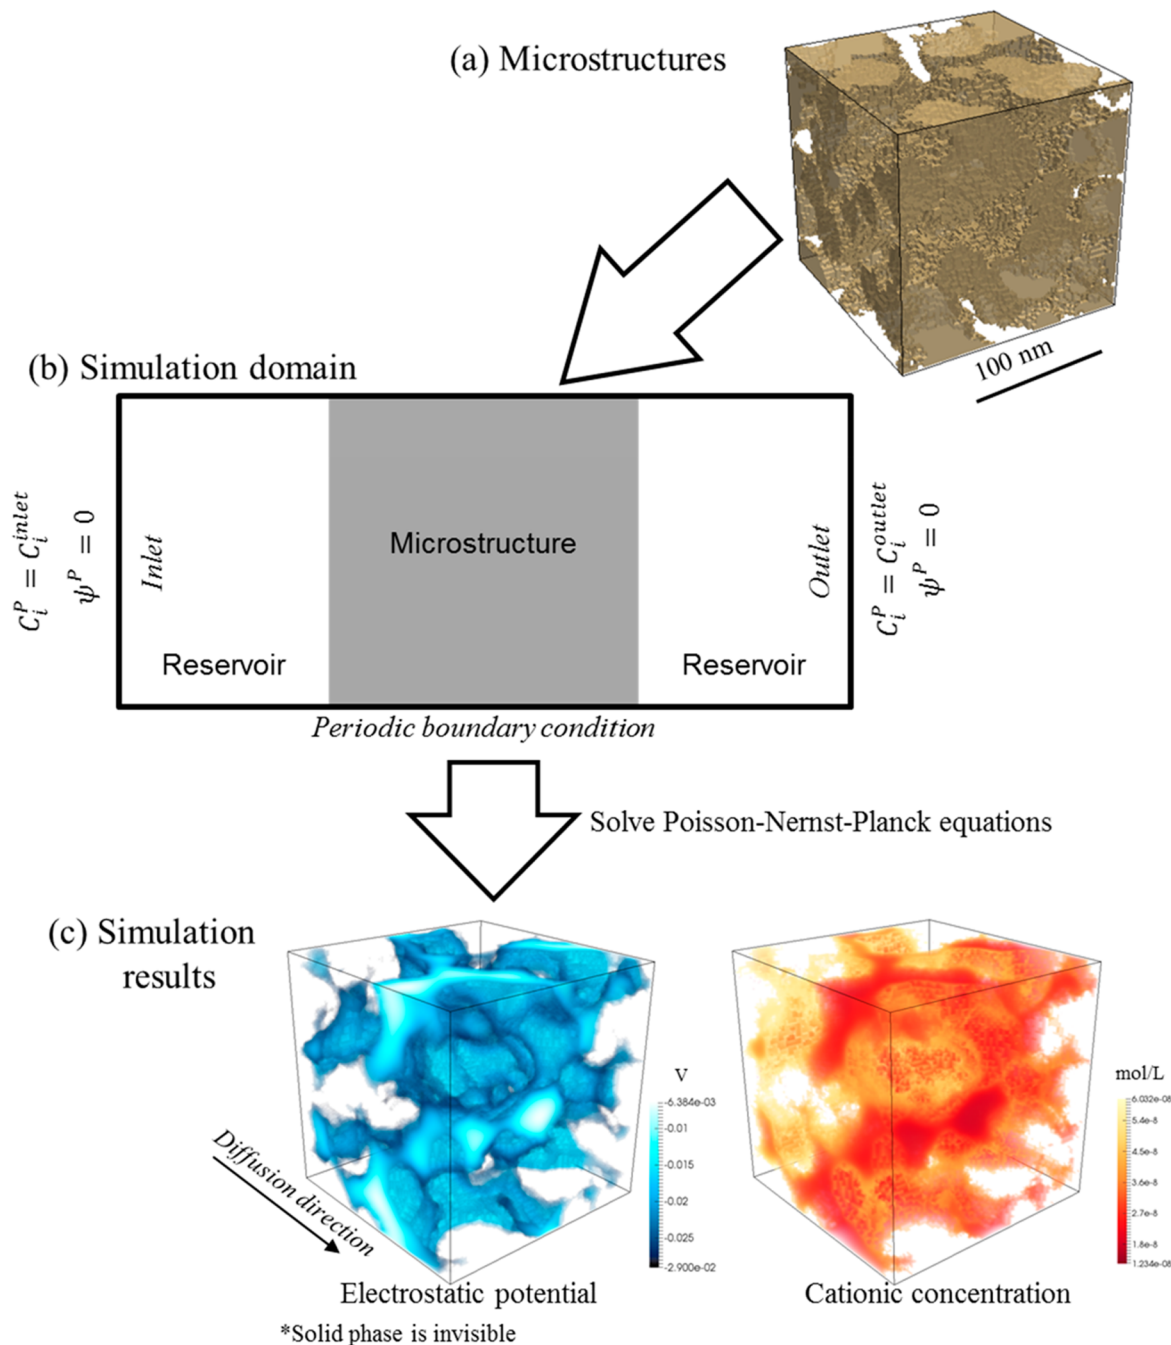 (a) Microstructures
100 nm
(b) Simulation domain
C_i^P = C_i^{inlet}
ψ^P = 0
Inlet
Microstructure
Outlet
C_i^P = C_i^{outlet}
ψ^P = 0
Reservoir
Reservoir
Periodic boundary condition
Solve Poisson-Nernst-Planck equations
(c) Simulation
results
V
-6.384e-03
-0.01
-0.015
-0.02
-0.025
-2.900e-02
mol/L
6.032e-08
5.4e-8
4.5e-8
3.6e-8
2.7e-8
1.8e-8
1.234e-08
Diffusion direction
Electrostatic potential
Cationic concentration
*Solid phase is invisible